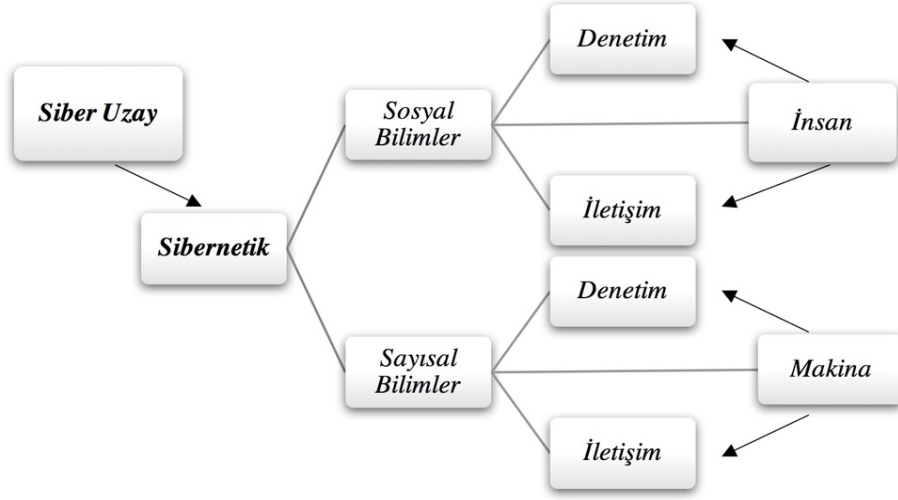 Siber Uzay
Sibernetik
Sosyal
Bilimler
Denetim
İletişim
İnsan
Sayısal
Bilimler
Denetim
İletişim
Makina